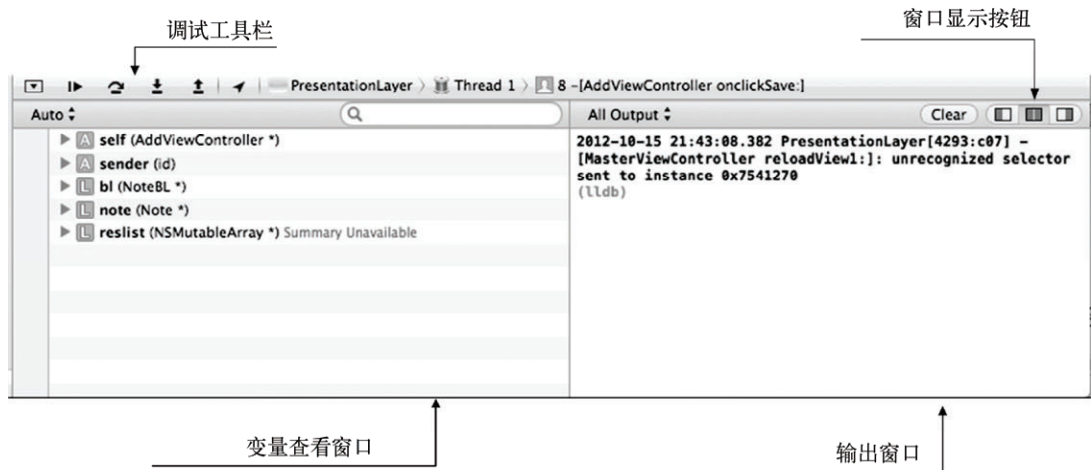 窗口显示按钮
调试工具栏
PresentationLayer Thread 1 8 -[AddViewController onclickSave:]
Auto
All Output Clear
A self (AddViewController *)
A sender (id)
L bl (NoteBL *)
L note (Note *)
L reslist (NSMutableArray *) Summary Unavailable
2012-10-15 21:43:08.382 PresentationLayer[4293:c07] -
[MasterViewController reloadView1:]: unrecognized selector
sent to instance 0x7541270
(lldb)
变量查看窗口
输出窗口